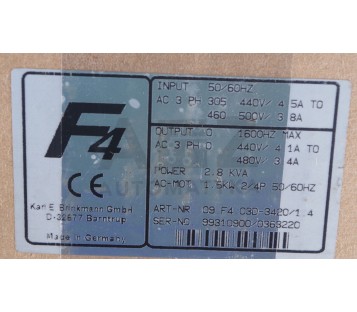 F4
CE
Karl E. Brinkmann GmbH
D-32677 Barntrup
Made in Germany
INPUT 50/60HZ
AC 3 PH 305 440V/ 4.5A TO
460 500V/ 3.8A
OUTPUT 0 1600HZ MAX
AC 3 PH 0 440V/ 4.1A TO
480V/ 3.4A
POWER 2.8 KVA
AC-MOT. 1.5KW 2/4P 50/60HZ
ART-NR 09.F4.C3D-3420/1.4
SER-NO 99310900/0369220